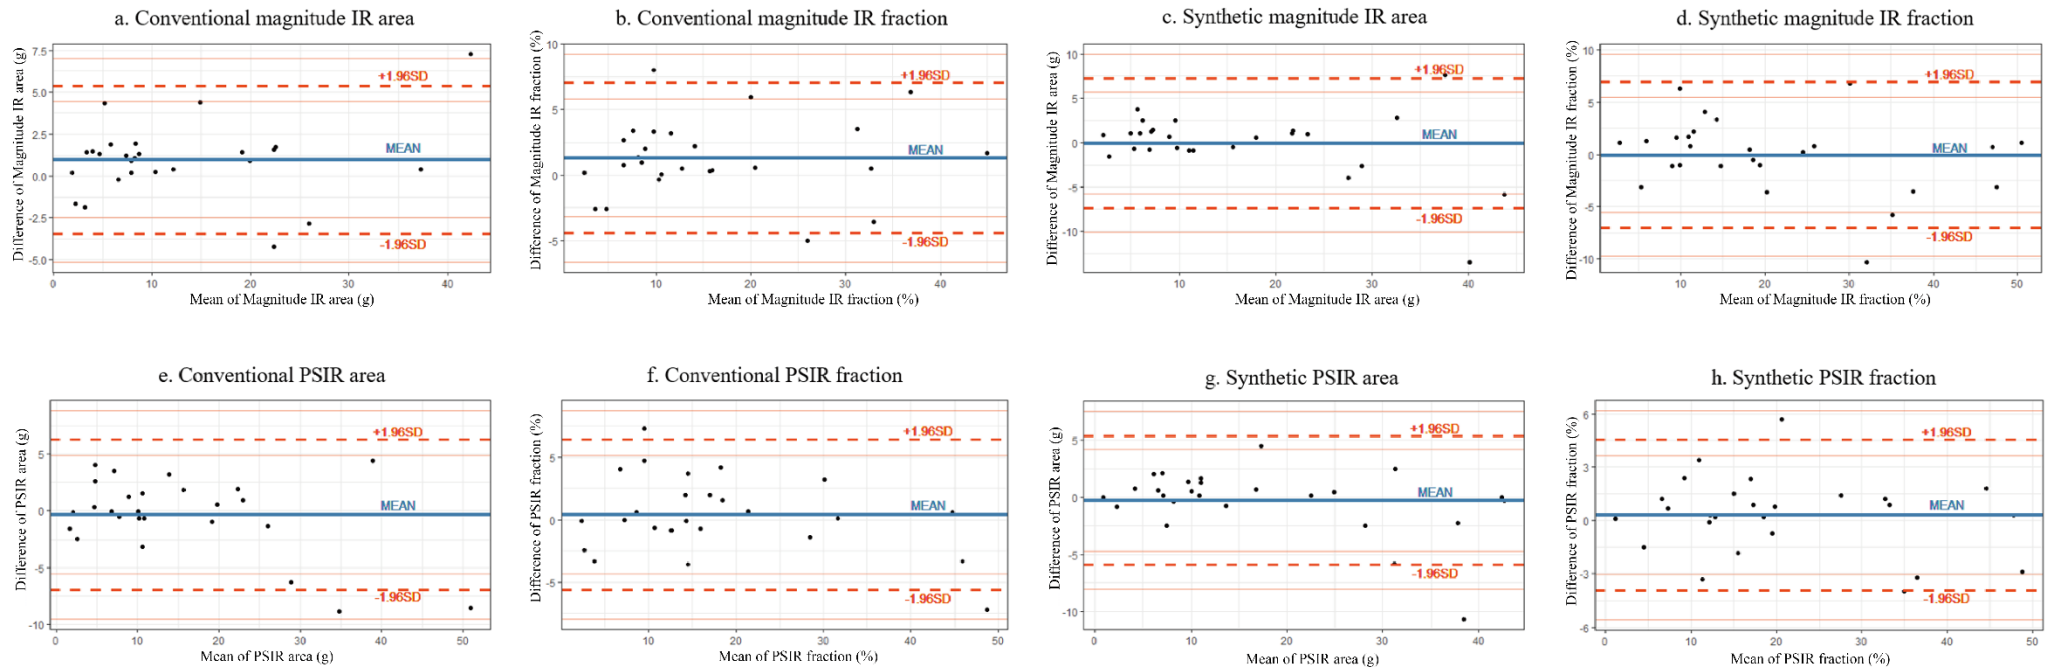 a. Conventional magnitude IR area
b. Conventional magnitude IR fraction
c. Synthetic magnitude IR area
d. Synthetic magnitude IR fraction
Difference of Magnitude IR area (g)
7.5
5.0
2.5
0.0
-2.5
-5.0
+1.96SD
MEAN
-1.96SD
0 10 20 30 40
Mean of Magnitude IR area (g)
Difference of Magnitude IR fraction (%)
10
5
0
-5
+1.96SD
MEAN
-1.96SD
10 20 30 40
Mean of Magnitude IR fraction (%)
Difference of Magnitude IR area (g)
10
5
0
-5
-10
+1.96SD
MEAN
-1.96SD
10 20 30 40
Mean of Magnitude IR area (g)
Difference of Magnitude IR fraction (%)
10
5
0
-5
-10
+1.96SD
MEAN
-1.96SD
10 20 30 40 50
Mean of Magnitude IR fraction (%)
e. Conventional PSIR area
f. Conventional PSIR fraction
g. Synthetic PSIR area
h. Synthetic PSIR fraction
Difference of PSIR area (g)
5
0
-5
-10
+1.96SD
MEAN
-1.96SD
0 10 20 30 40 50
Mean of PSIR area (g)
Difference of PSIR fraction (%)
5
0
-5
+1.96SD
MEAN
-1.96SD
10 20 30 40
Mean of PSIR fraction (%)
Difference of PSIR area (g)
5
0
-5
-10
+1.96SD
MEAN
-1.96SD
0 10 20 30 40
Mean of PSIR area (g)
Difference of PSIR fraction (%)
6
3
0
-3
-6
+1.96SD
MEAN
-1.96SD
0 10 20 30 40 50
Mean of PSIR fraction (%)